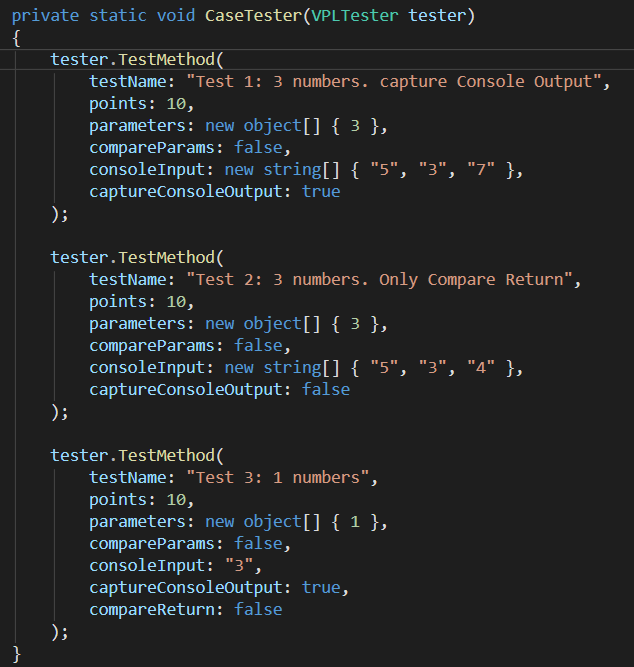 private static void CaseTester(VPLTester tester)
{
    tester.TestMethod(
        testName: "Test 1: 3 numbers. capture Console Output",
        points: 10,
        parameters: new object[] { 3 },
        compareParams: false,
        consoleInput: new string[] { "5", "3", "7" },
        captureConsoleOutput: true
    );

    tester.TestMethod(
        testName: "Test 2: 3 numbers. Only Compare Return",
        points: 10,
        parameters: new object[] { 3 },
        compareParams: false,
        consoleInput: new string[] { "5", "3", "4" },
        captureConsoleOutput: false
    );

    tester.TestMethod(
        testName: "Test 3: 1 numbers",
        points: 10,
        parameters: new object[] { 1 },
        compareParams: false,
        consoleInput: "3",
        captureConsoleOutput: true,
        compareReturn: false
    );
}